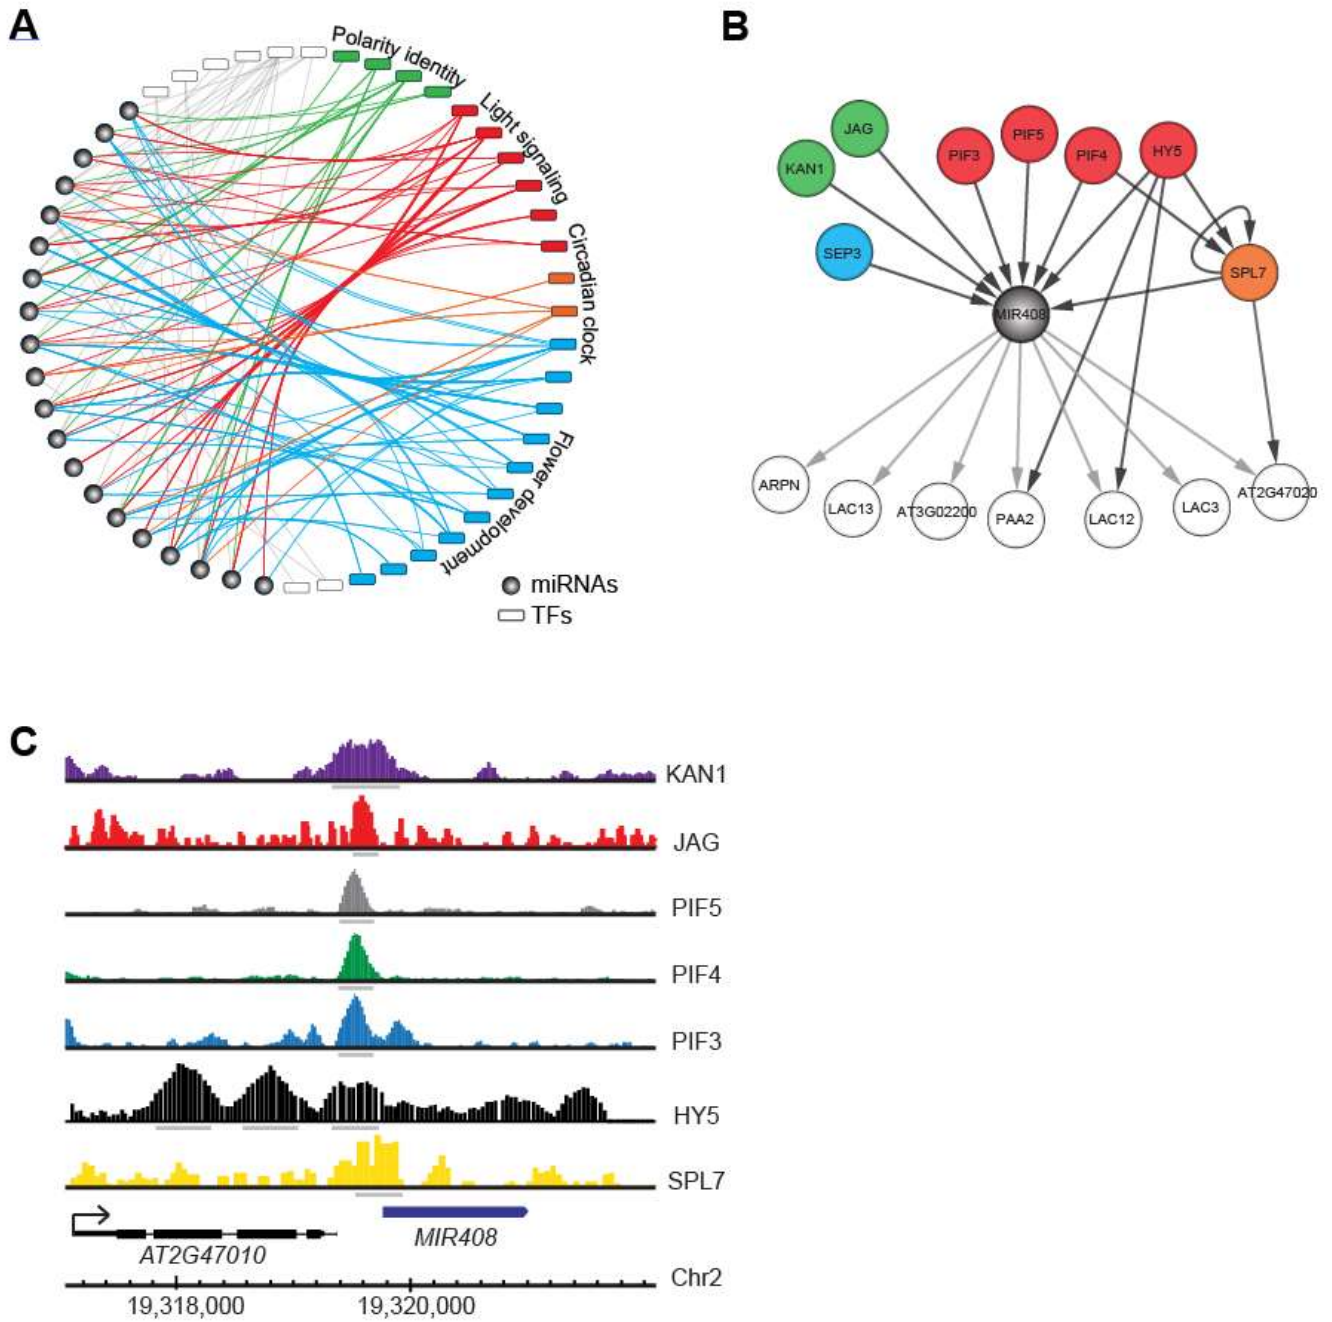 A
Polarity identity
Light signaling
Circadian clock
Flower development
miRNAs
TFs
B
JAG
KAN1
SEP3
PIF3
PIF5
PIF4
HY5
SPL7
MIR408
ARPN
LAC13
AT3G02200
PAA2
LAC12
LAC3
AT2G47020
C
KAN1
JAG
PIF5
PIF4
PIF3
HY5
SPL7
AT2G47010
MIR408
Chr2
19,318,000
19,320,000